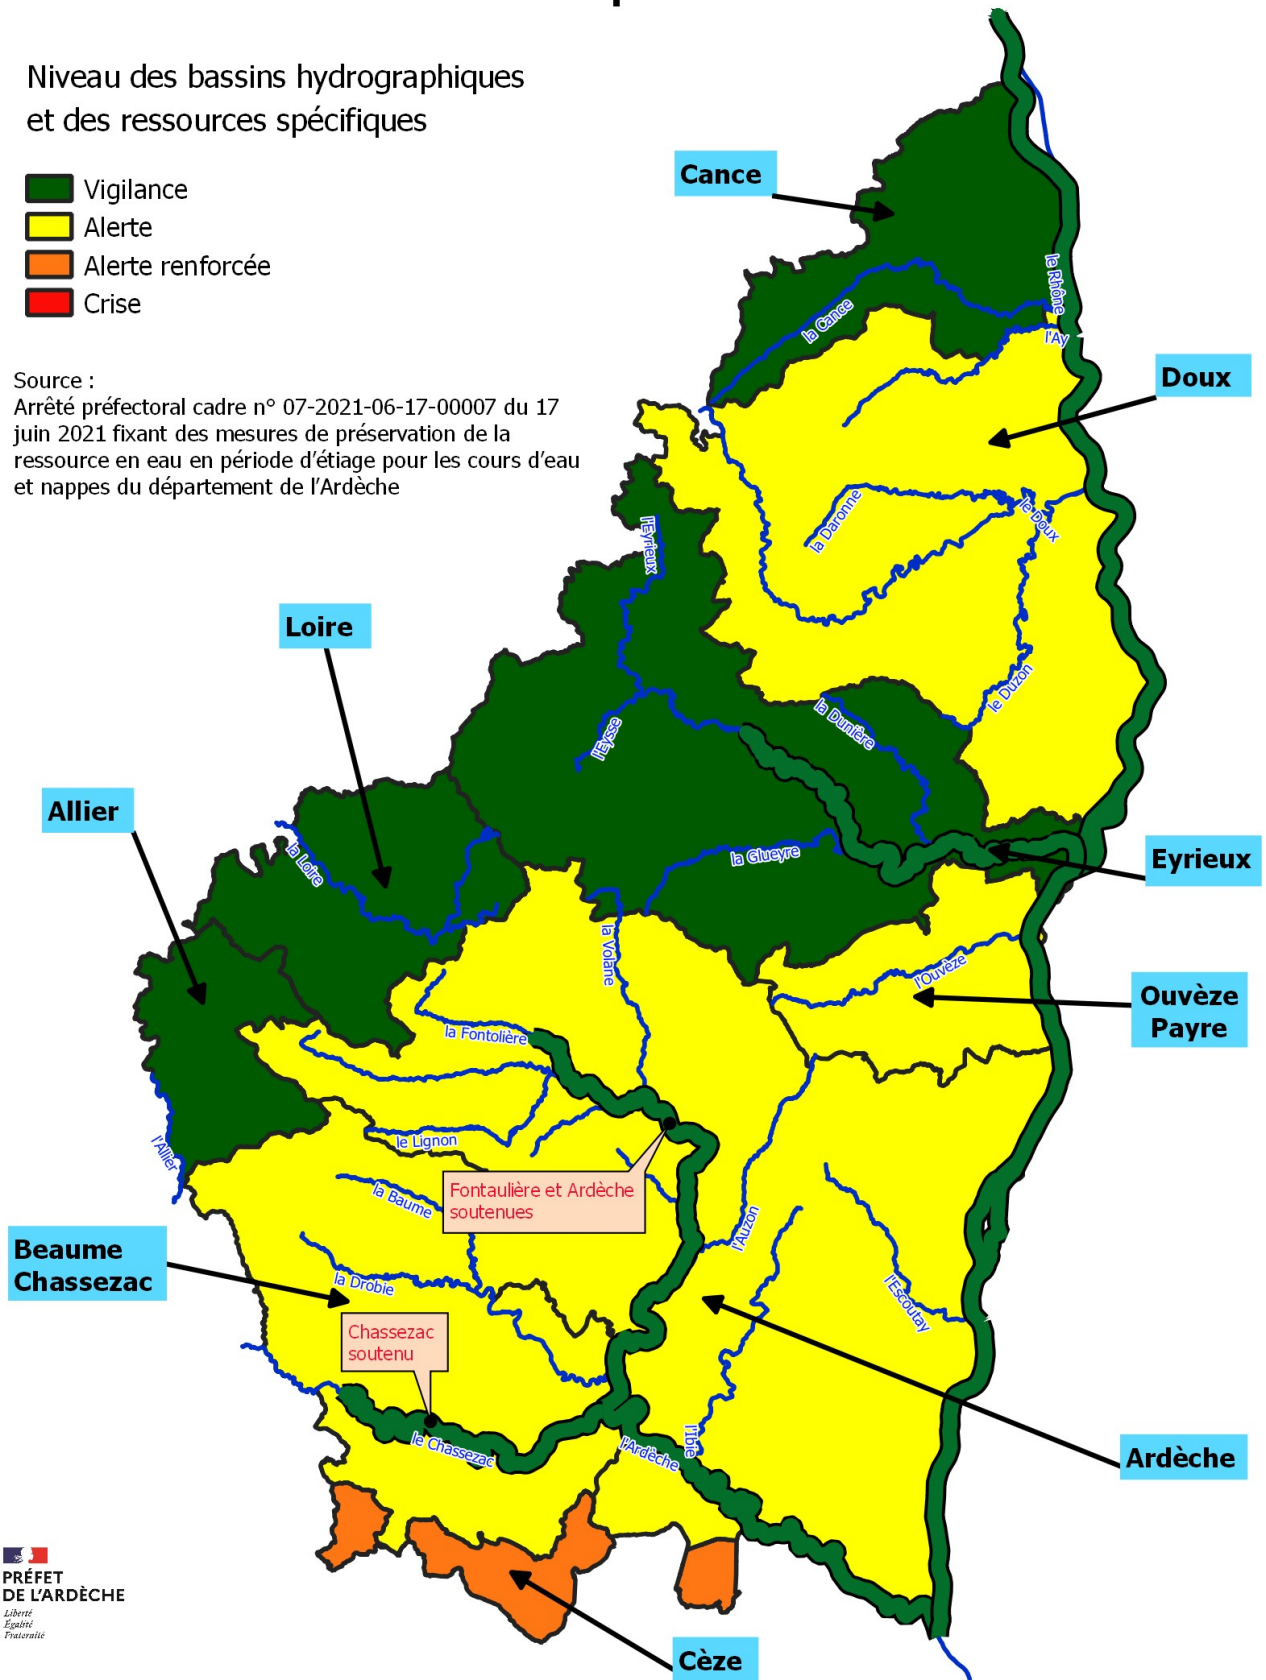 Niveau des bassins hydrographiques
et des ressources spécifiques
Vigilance
Alerte
Alerte renforcée
Crise
Source :
Arrêté préfectoral cadre n° 07-2021-06-17-00007 du 17
juin 2021 fixant des mesures de préservation de la
ressource en eau en période d'étiage pour les cours d'eau
et nappes du département de l'Ardèche
Cance
le Rhône
la Cance
l'Ay
Doux
la Daronne
le Doux
l'Eyrieux
Loire
le Duzon
la Dunière
l'Eysse
Allier
la Loire
la Glueyre
Eyrieux
la Volane
l'Ouvèze
Ouvèze
Payre
la Fontolière
le Lignon
l'Allier
la Baume
Fontaulière et Ardèche
soutenues
l'Auzon
Beaume
Chassezac
la Drobie
l'Escoutay
Chassezac
soutenu
le Chassezac
l'Ardèche
l'Ibie
Ardèche
Cèze
PRÉFET
DE L'ARDÈCHE
Liberté
Égalité
Fraternité